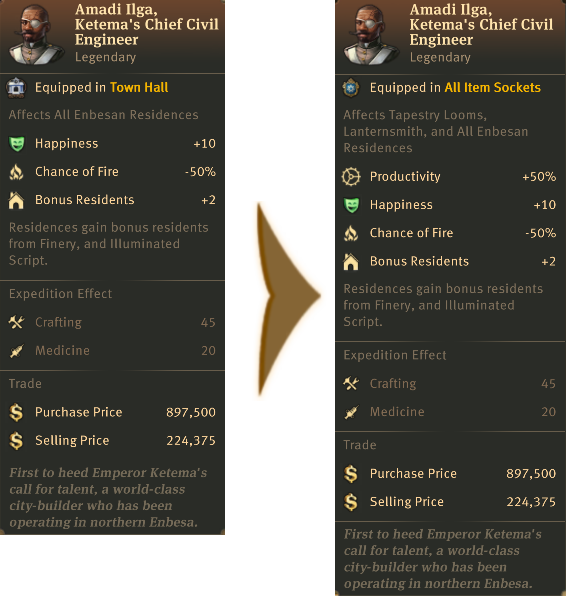 Amadi Ilga,
Ketema's Chief Civil
Engineer
Legendary
Equipped in Town Hall
Affects All Enbesan Residences
Happiness +10
Chance of Fire -50%
Bonus Residents +2
Residences gain bonus residents
from Finery, and Illuminated
Script.
Expedition Effect
Crafting 45
Medicine 20
Trade
Purchase Price 897,500
Selling Price 224,375
First to heed Emperor Ketema's
call for talent, a world-class
city-builder who has been
operating in northern Enbesa.
Amadi Ilga,
Ketema's Chief Civil
Engineer
Legendary
Equipped in All Item Sockets
Affects Tapestry Looms,
Lanternsmith, and All Enbesan
Residences
Productivity +50%
Happiness +10
Chance of Fire -50%
Bonus Residents +2
Residences gain bonus residents
from Finery, and Illuminated
Script.
Expedition Effect
Crafting 45
Medicine 20
Trade
Purchase Price 897,500
Selling Price 224,375
First to heed Emperor Ketema's
call for talent, a world-class
city-builder who has been
operating in northern Enbesa.